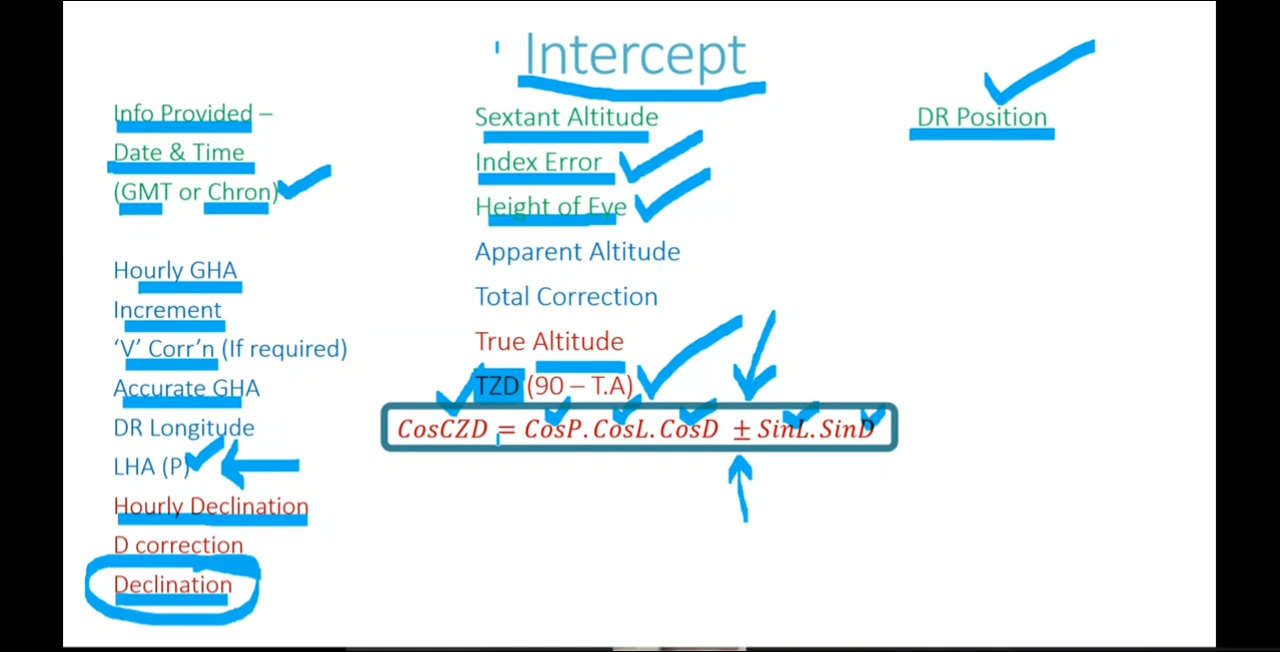 Intercept
Info Provided –
Date & Time
(GMT or Chron)
Hourly GHA
Increment
‘V’ Corr’n (If required)
Accurate GHA
DR Longitude
LHA (P)
Hourly Declination
D correction
Declination
Sextant Altitude
Index Error
Height of Eye
Apparent Altitude
Total Correction
True Altitude
TZD (90 – T.A)
CosCZD = CosP.CosL.CosD ± SinL.SinD
DR Position